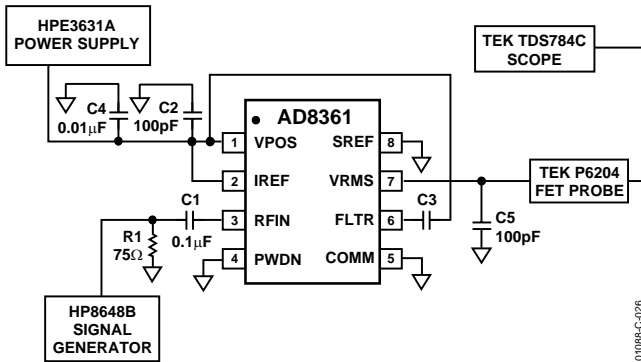 HPE3631A
POWER SUPPLY
TEK TDS784C
SCOPE
C4
0.01μF
C2
100pF
AD8361
1 VPOS
SREF 8
2 IREF
VRMS 7
TEK P6204
FET PROBE
C1
0.1μF
3 RFIN
FLTR 6
C3
C5
100pF
R1
75Ω
4 PWDN
COMM 5
HP8648B
SIGNAL
GENERATOR
01088-C-026